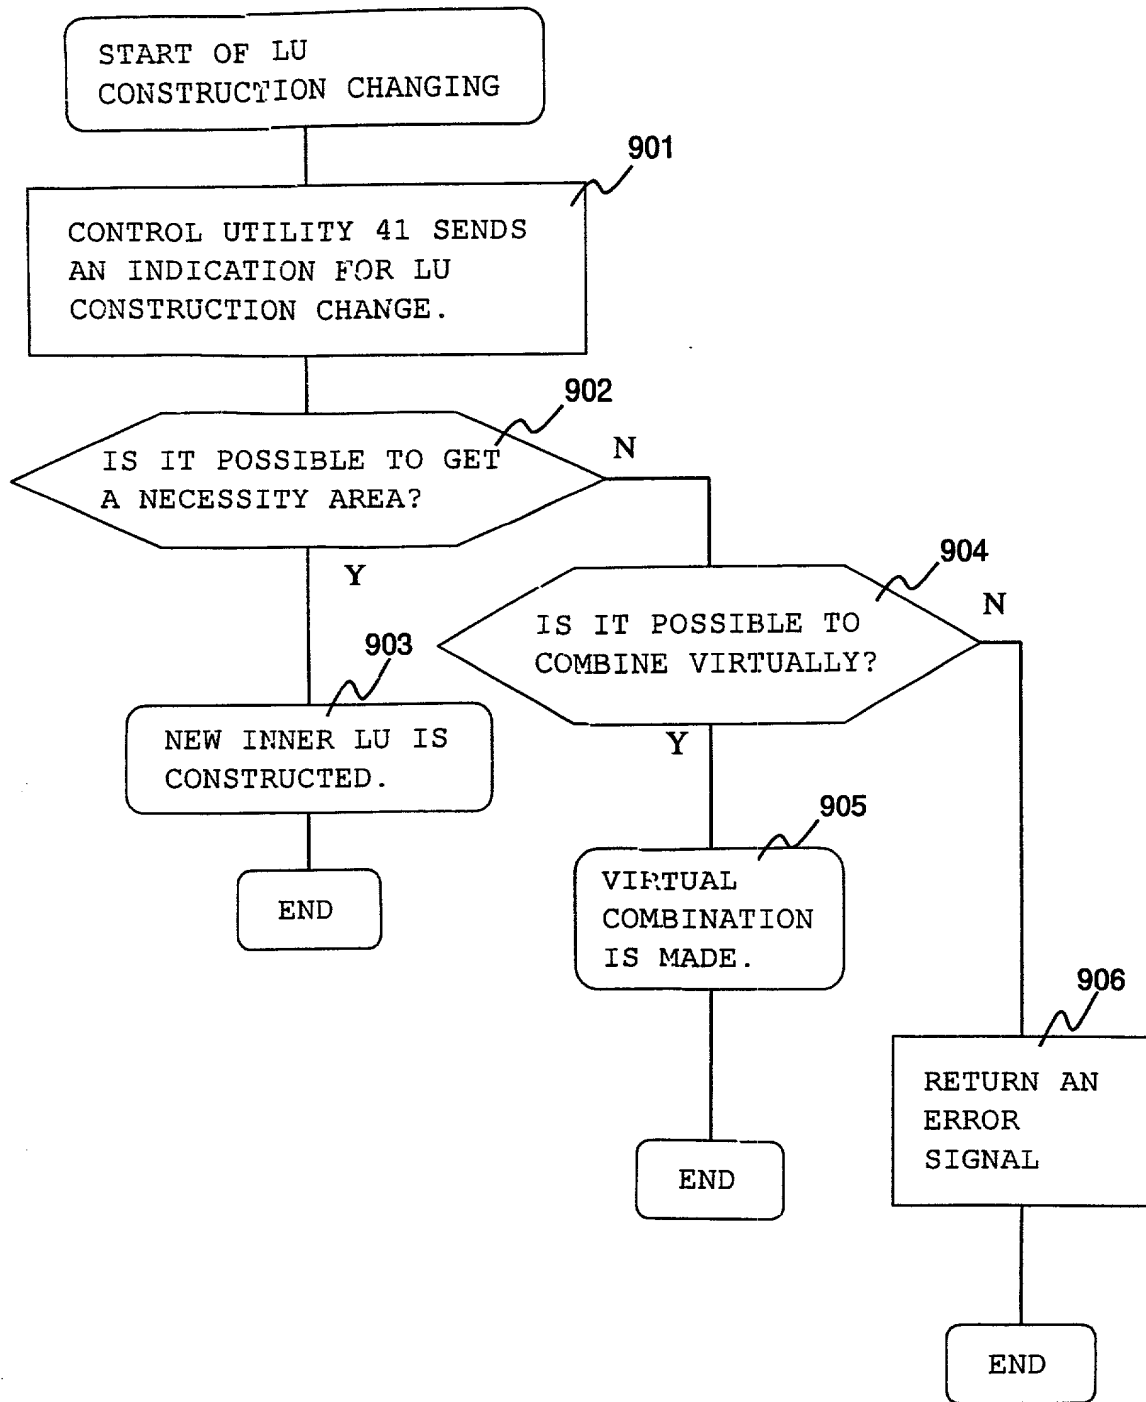 START OF LU
CONSTRUCTION CHANGING
901
CONTROL UTILITY 41 SENDS
AN INDICATION FOR LU
CONSTRUCTION CHANGE.
902
IS IT POSSIBLE TO GET
A NECESSITY AREA?
N
Y
904
IS IT POSSIBLE TO
COMBINE VIRTUALLY?
N
Y
903
NEW INNER LU IS
CONSTRUCTED.
END
905
VIRTUAL
COMBINATION
IS MADE.
END
906
RETURN AN
ERROR
SIGNAL
END